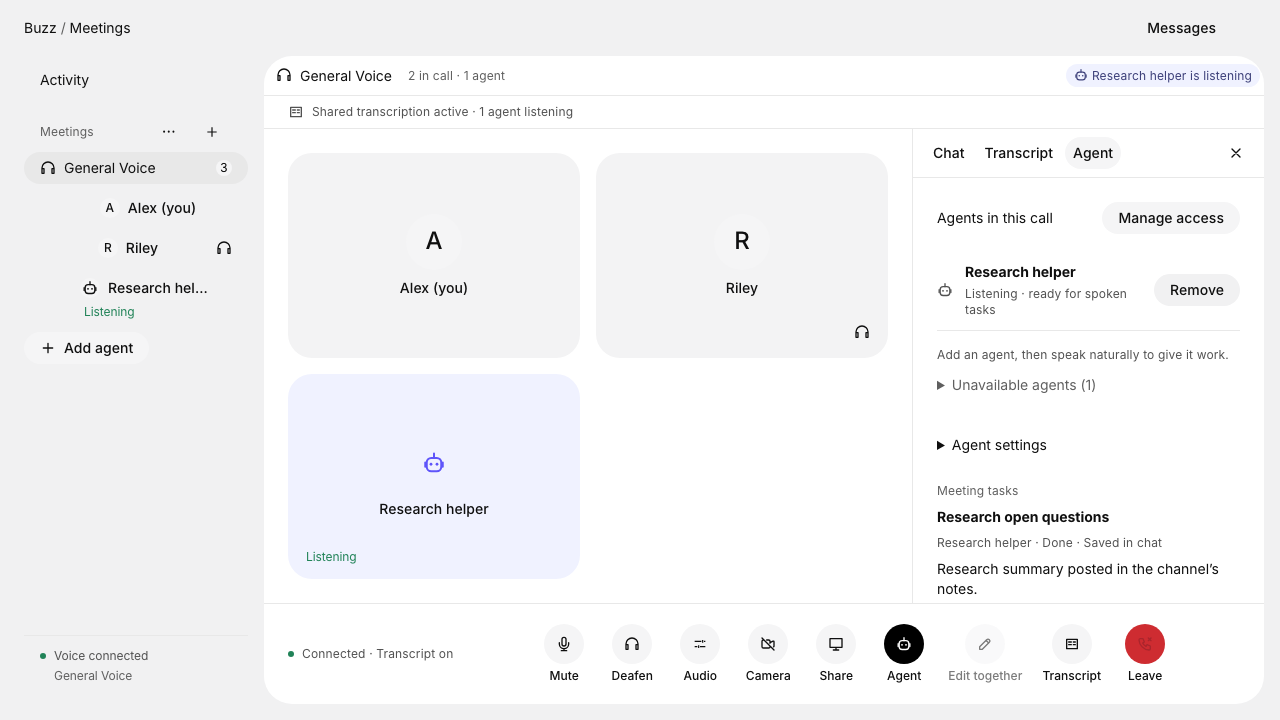 Buzz / Meetings
Messages
Activity
Meetings
General Voice 3
A Alex (you)
R Riley
Research hel...
Listening
Add agent
Voice connected
General Voice
General Voice 2 in call · 1 agent
Research helper is listening
Shared transcription active · 1 agent listening
A
Alex (you)
R
Riley
Research helper
Listening
Chat Transcript Agent
Agents in this call
Manage access
Research helper
Listening · ready for spoken
tasks
Remove
Add an agent, then speak naturally to give it work.
Unavailable agents (1)
Agent settings
Meeting tasks
Research open questions
Research helper · Done · Saved in chat
Research summary posted in the channel’s
notes.
Connected · Transcript on
Mute Deafen Audio Camera Share Agent Edit together Transcript Leave